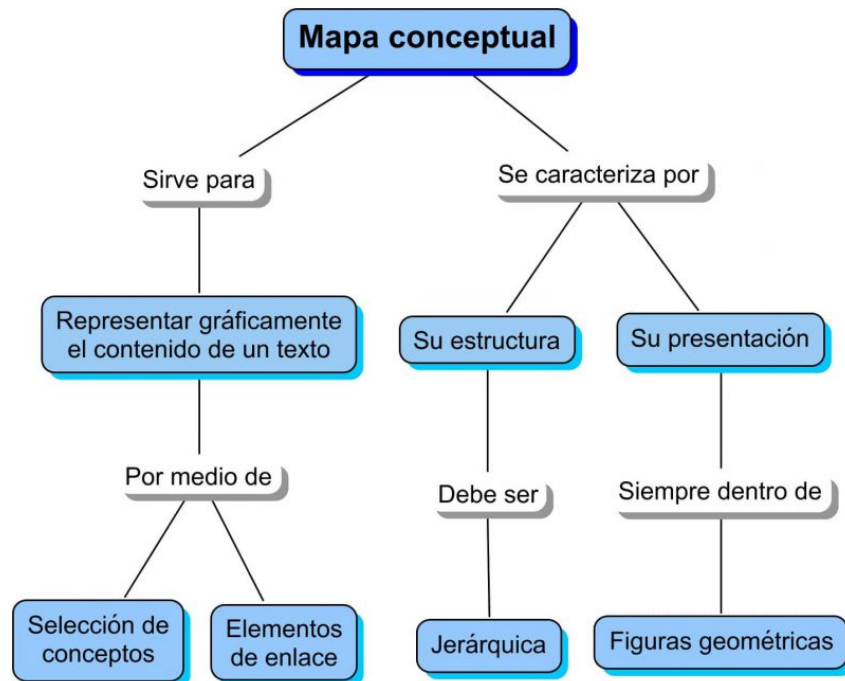 Mapa conceptual
Sirve para
Se caracteriza por
Representar gráficamente
el contenido de un texto
Su estructura
Su presentación
Por medio de
Debe ser
Siempre dentro de
Selección de
conceptos
Elementos
de enlace
Jerárquica
Figuras geométricas